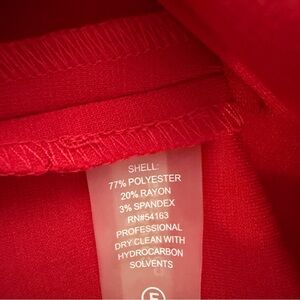 SHELL:
77% POLYESTER
20% RAYON
3% SPANDEX
RN#54163
PROFESSIONAL
DRY CLEAN WITH
HYDROCARBON
SOLVENTS
F